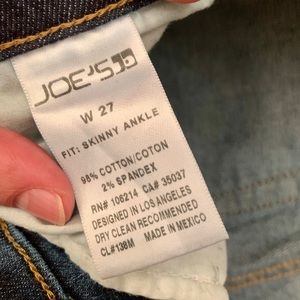 JOE'S
W 27
FIT: SKINNY ANKLE
98% COTTON/COTON
2% SPANDEX
RN# 106214 CA# 35037
DESIGNED IN LOS ANGELES
DRY CLEAN RECOMMENDED
CL#136M MADE IN MEXICO